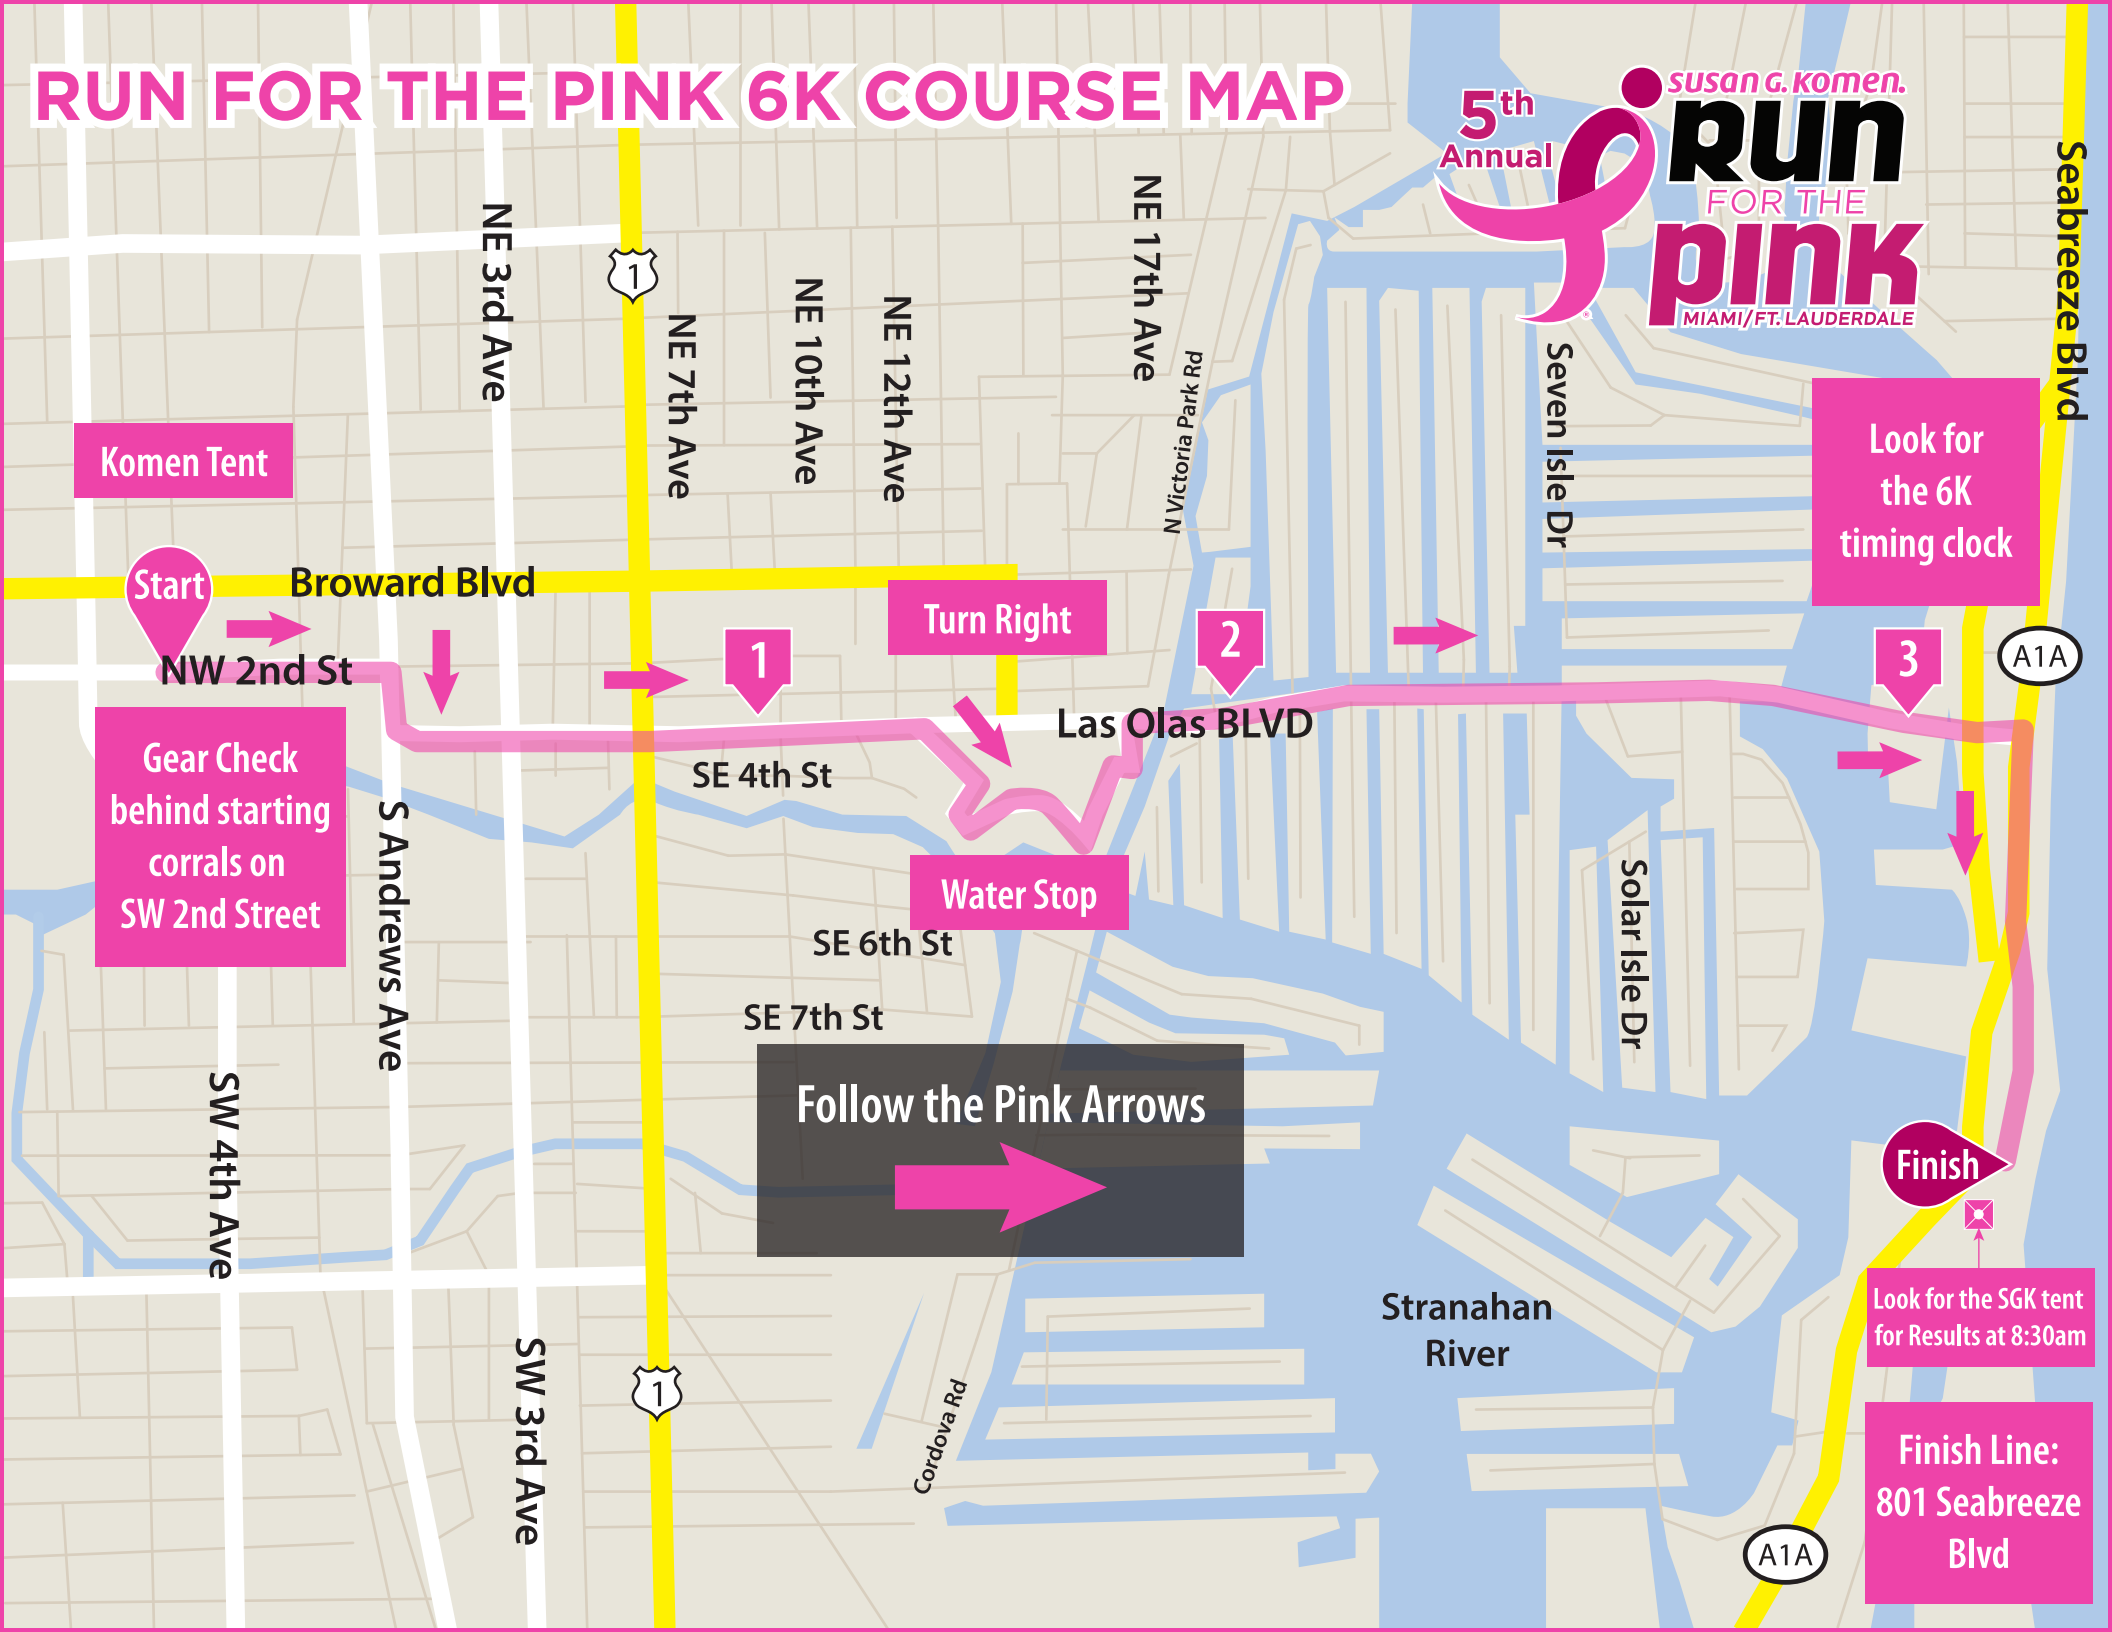 RUN FOR THE PINK 6K COURSE MAP
5th
Annual
SUSAN G. KOMEN.
RUN
FOR THE
PINK
MIAMI/FT. LAUDERDALE
®
Seabreeze Blvd
NE 17th Ave
NE 3rd Ave
1
NE 7th Ave
NE 10th Ave
NE 12th Ave
N Victoria Park Rd
Seven Isle Dr
Komen Tent
Look for
the 6K
timing clock
Start
Broward Blvd
Turn Right
NW 2nd St
1
2
3
A1A
Las Olas BLVD
Gear Check
behind starting
corrals on
SW 2nd Street
SE 4th St
S Andrews Ave
Water Stop
SE 6th St
Solar Isle Dr
SE 7th St
Follow the Pink Arrows
SW 4th Ave
Finish
Stranahan
River
Look for the SGK tent
for Results at 8:30am
SW 3rd Ave
1
Cordova Rd
Finish Line:
801 Seabreeze
Blvd
A1A